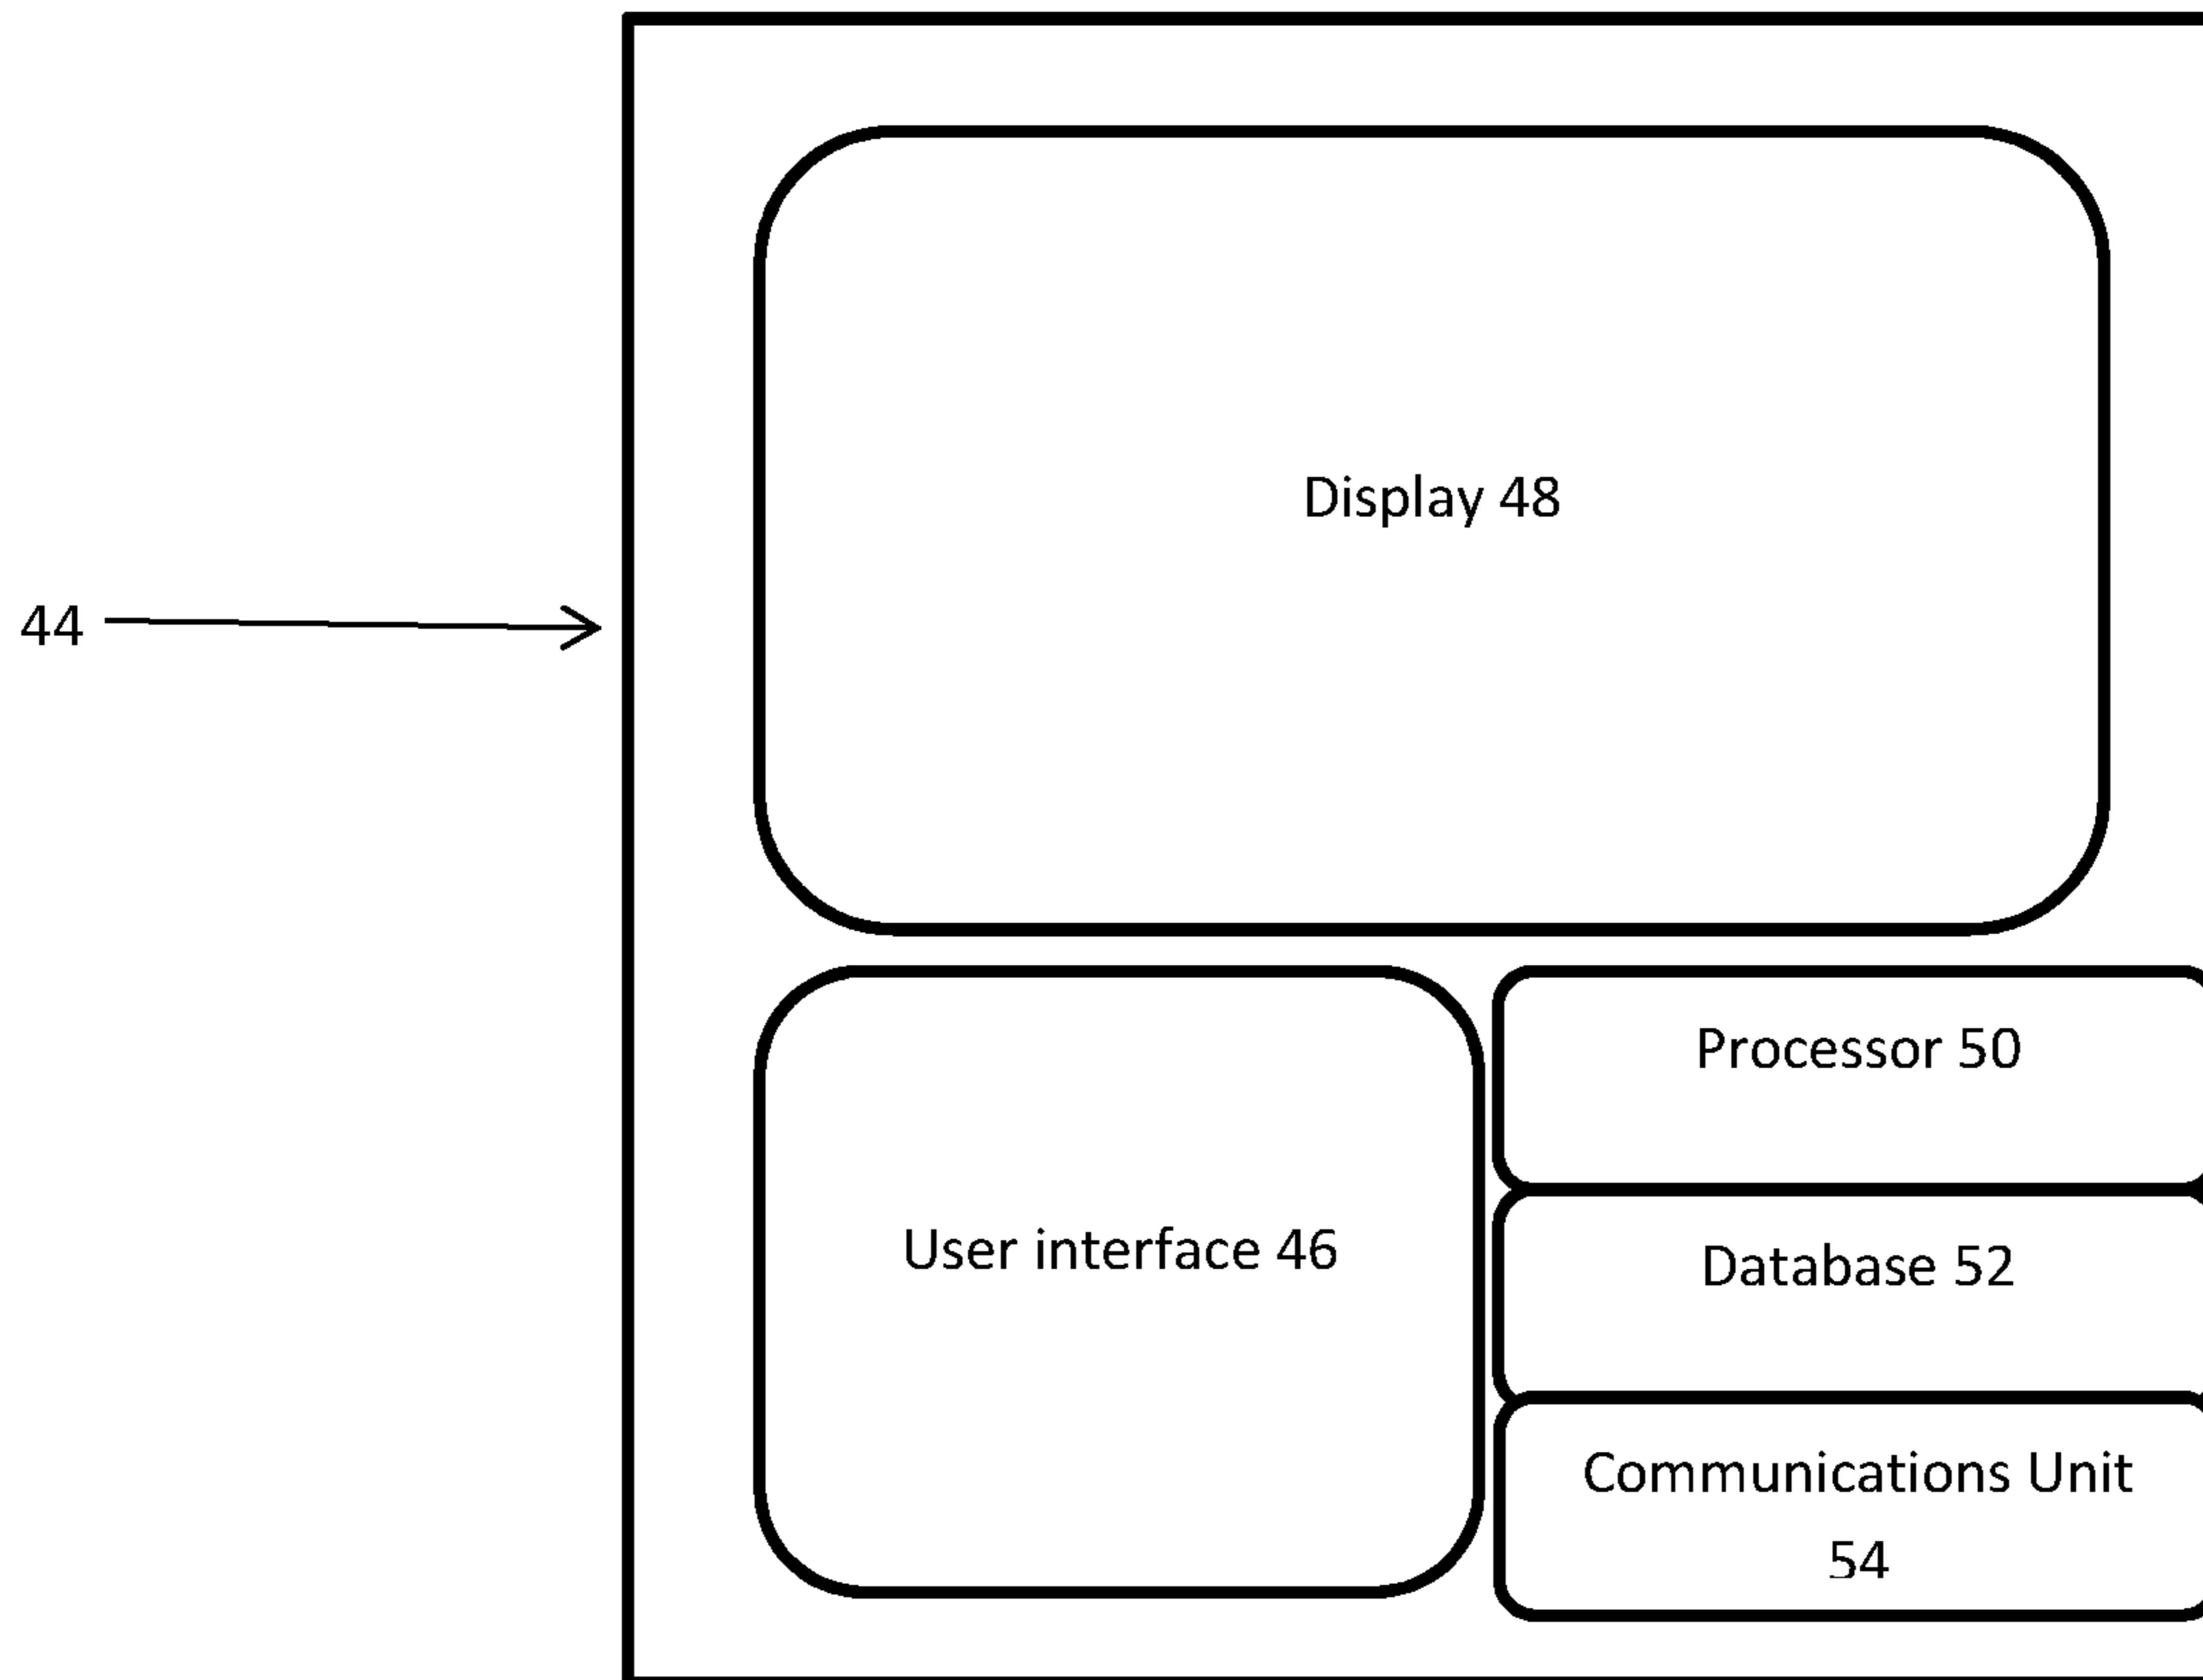 Display 48
44
Processor 50
User interface 46
Database 52
Communications Unit
54